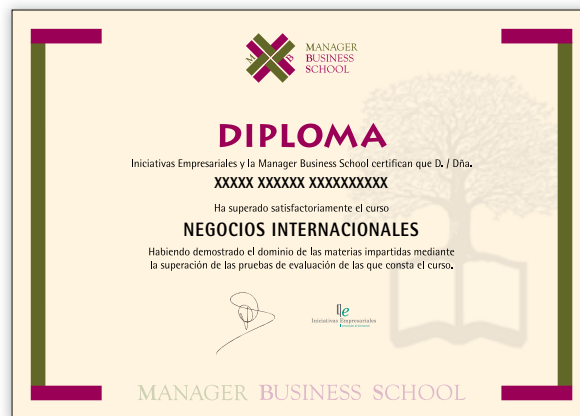 M B
MANAGER
BUSINESS
SCHOOL
DIPLOMA
Iniciativas Empresariales y la Manager Business School certifican que D. / Dña.
XXXXX XXXXXX XXXXXXXXXX
Ha superado satisfactoriamente el curso
NEGOCIOS INTERNACIONALES
Habiendo demostrado el dominio de las materias impartidas mediante
la superación de las pruebas de evaluación de las que consta el curso.
Ie
Iniciativas Empresariales
MANAGER BUSINESS SCHOOL